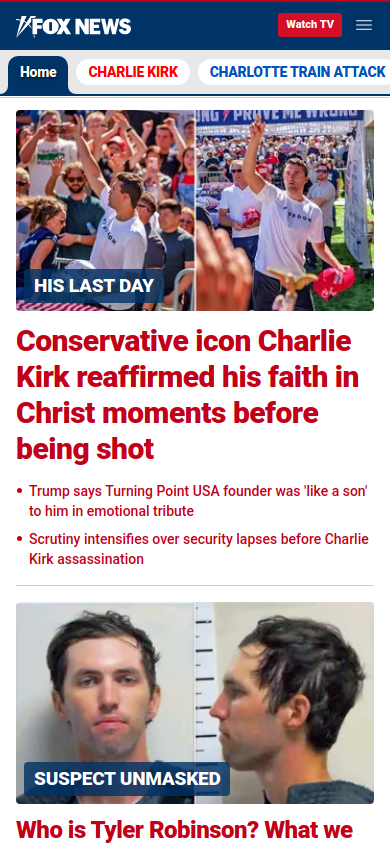 FOX NEWS
Watch TV
Home
CHARLIE KIRK
CHARLOTTE TRAIN ATTACK
PROVE ME WRONG
FREEDOM
HIS LAST DAY
Conservative icon Charlie
Kirk reaffirmed his faith in
Christ moments before
being shot
• Trump says Turning Point USA founder was 'like a son'
to him in emotional tribute
• Scrutiny intensifies over security lapses before Charlie
Kirk assassination
SUSPECT UNMASKED
Who is Tyler Robinson? What we